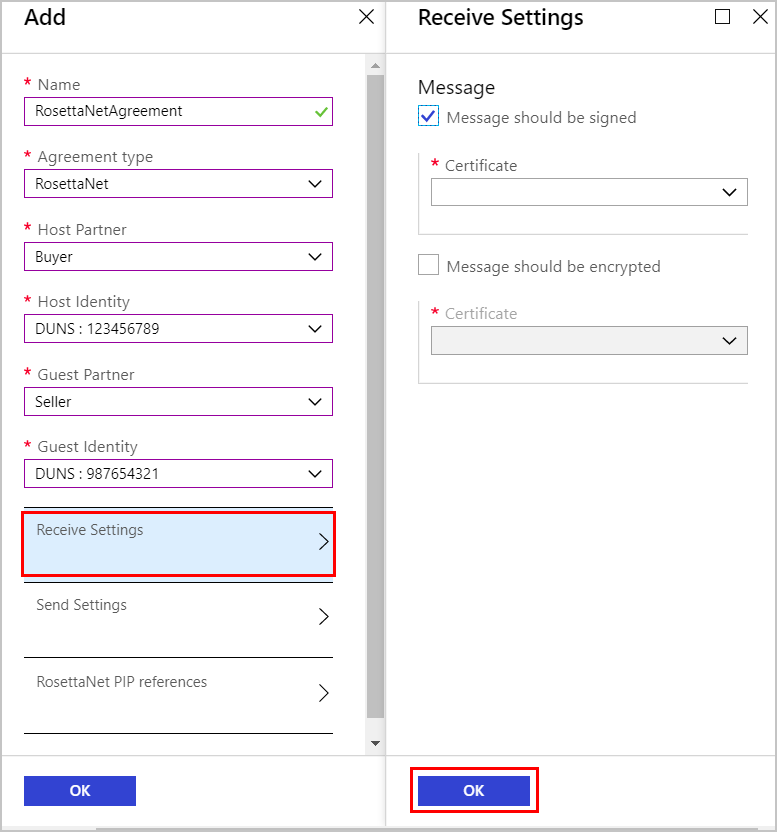 Add
* Name
RosettaNetAgreement
* Agreement type
RosettaNet
* Host Partner
Buyer
* Host Identity
DUNS : 123456789
* Guest Partner
Seller
* Guest Identity
DUNS : 987654321
Receive Settings
Send Settings
RosettaNet PIP references
OK
Receive Settings
Message
Message should be signed
* Certificate
Message should be encrypted
* Certificate
OK